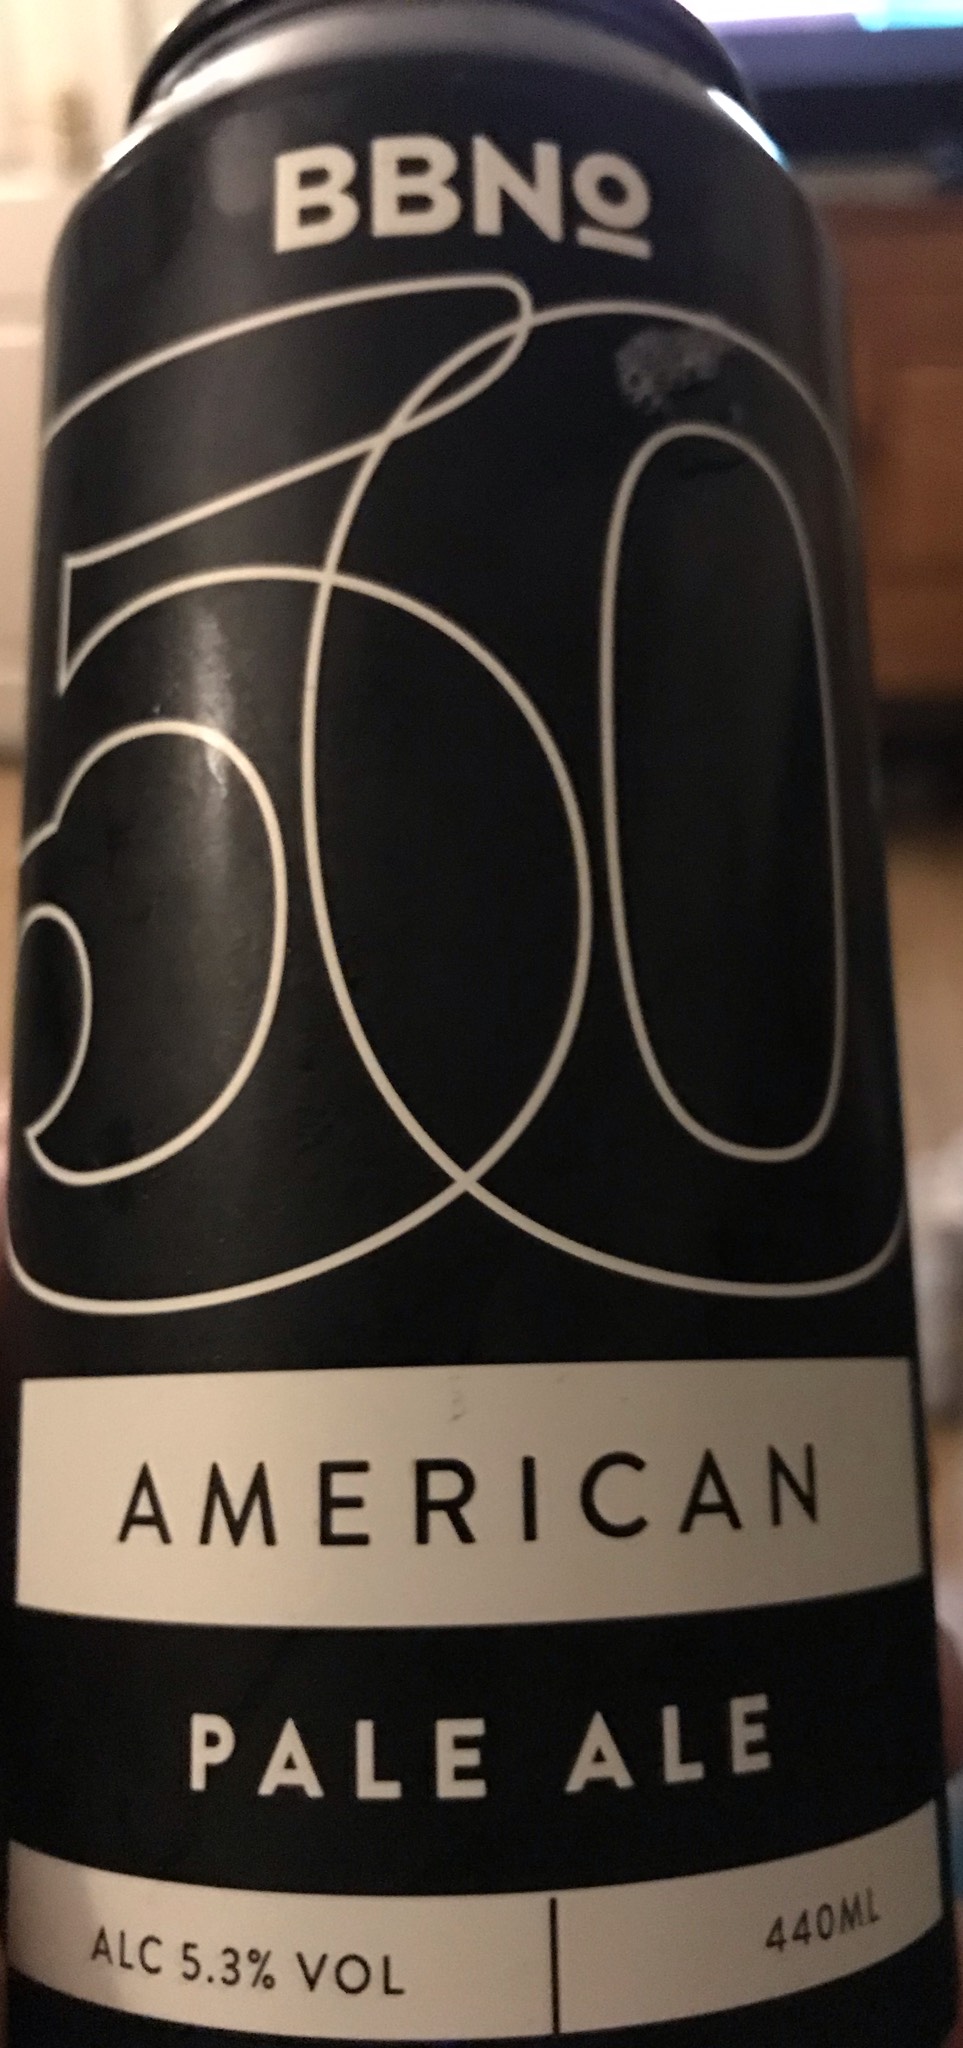 BBNo
50
AMERICAN
PALE ALE
ALC 5.3% VOL
440ML